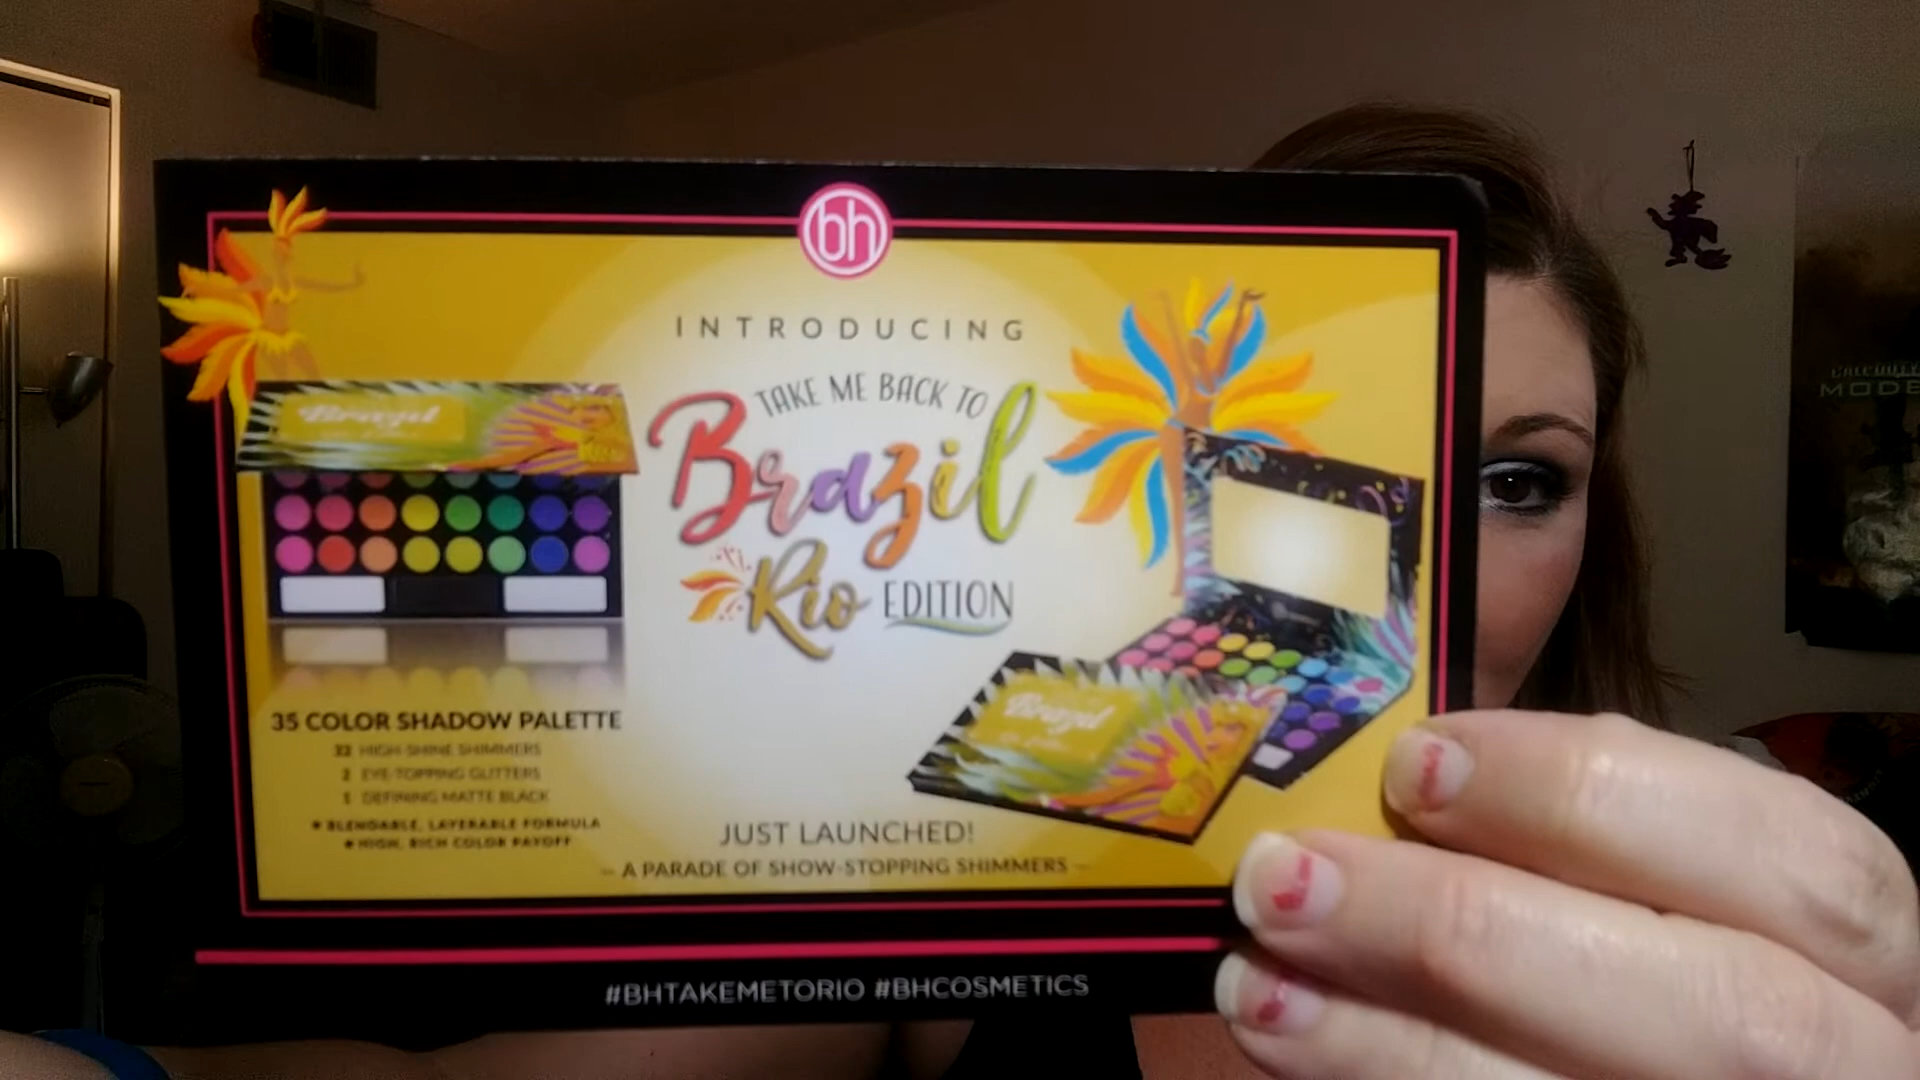 bh
INTRODUCING
TAKE ME BACK TO
Brazil
Rio EDITION
Brazil
Brazil
35 COLOR SHADOW PALETTE
32 HIGH-SHINE SHIMMERS
2 EYE-TOPPING GLITTERS
1 DEFINING MATTE BLACK
• BLENDABLE, LAYERABLE FORMULA
• HIGH, RICH COLOR PAYOFF
JUST LAUNCHED!
– A PARADE OF SHOW-STOPPING SHIMMERS –
#BHTAKEMETORIO #BHCOSMETICS